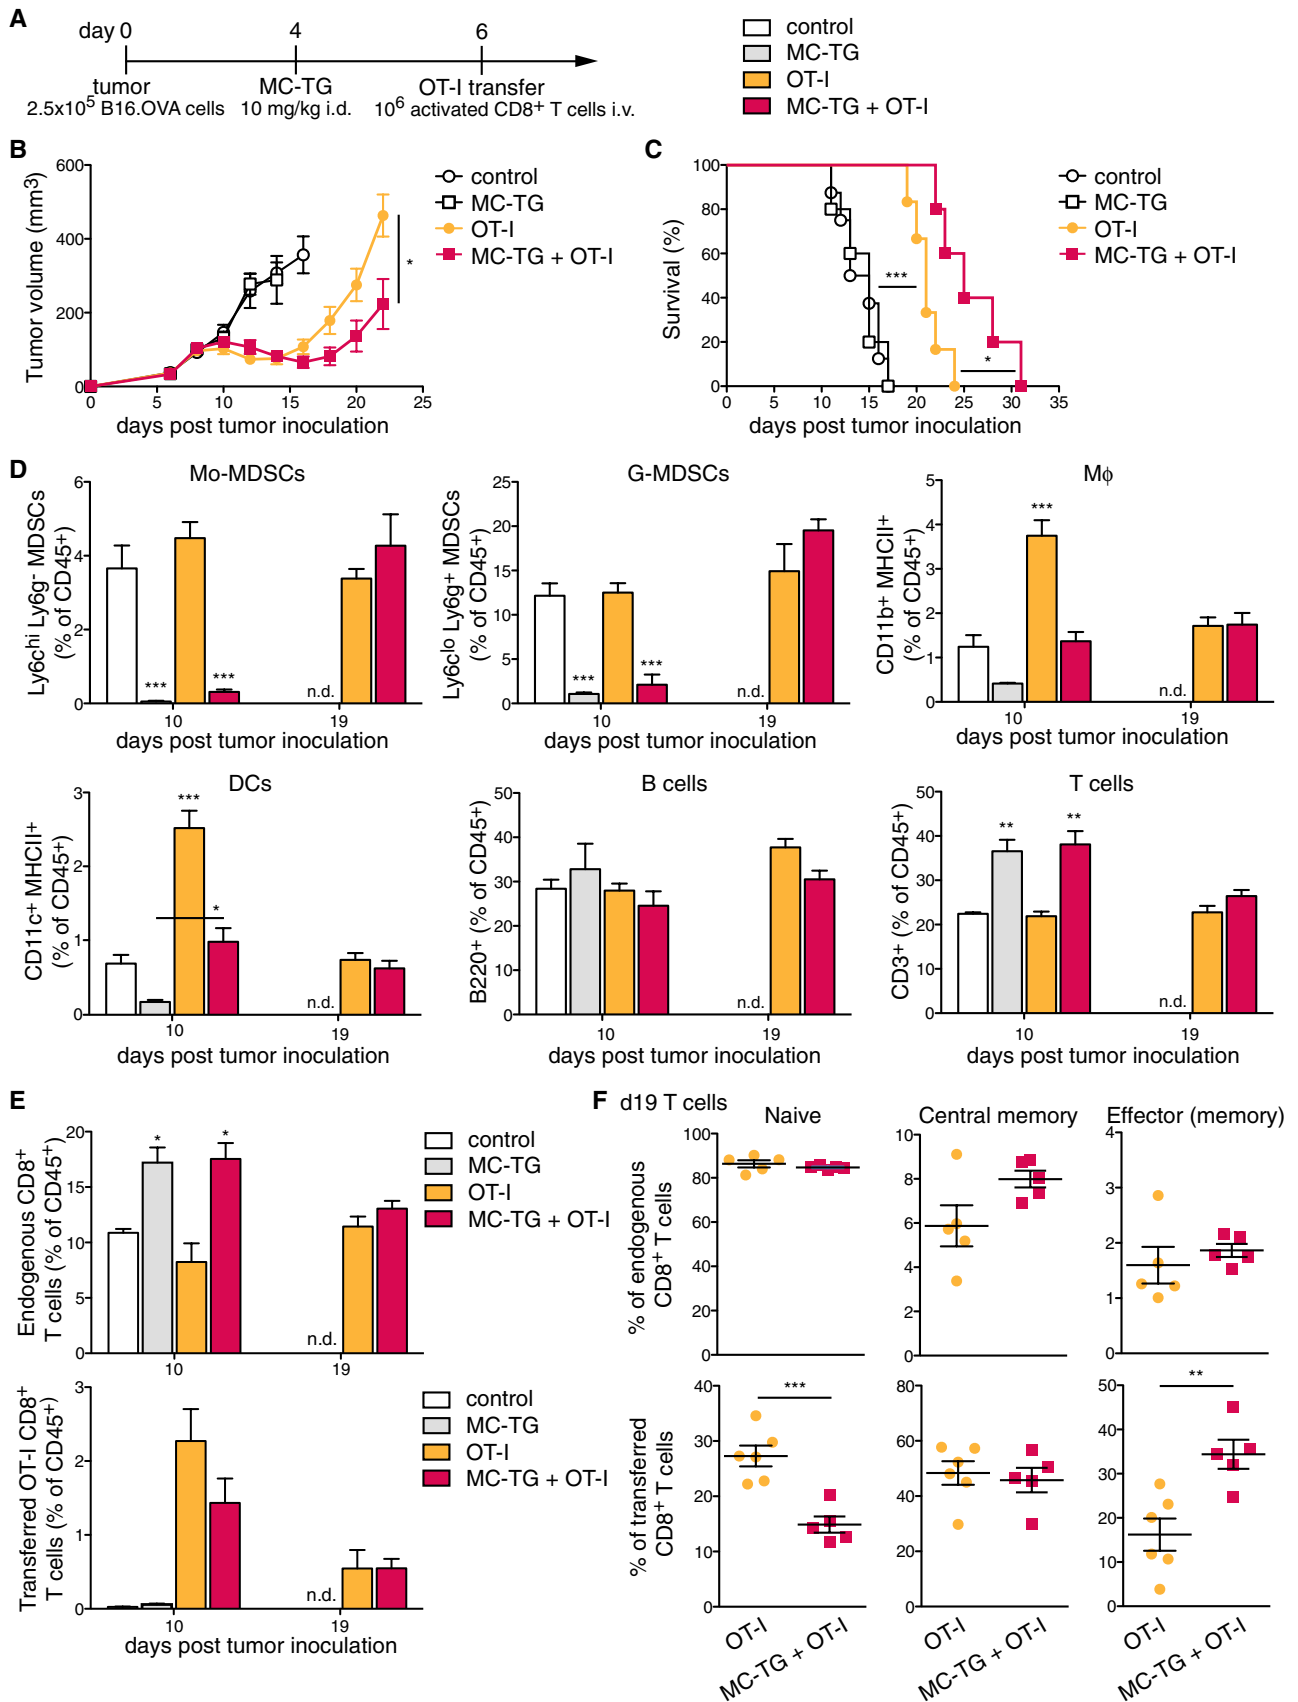 A
day 0 4 6
tumor MC-TG OT-I transfer
2.5x10⁵ B16.OVA cells 10 mg/kg i.d. 10⁶ activated CD8⁺ T cells i.v.
control
MC-TG
OT-I
MC-TG + OT-I
B
Tumor volume (mm³)
600
400
200
0
0 5 10 15 20 25
days post tumor inoculation
control
MC-TG
OT-I
MC-TG + OT-I
*
C
Survival (%)
100
80
60
40
20
0
0 5 10 15 20 25 30 35
days post tumor inoculation
***
*
control
MC-TG
OT-I
MC-TG + OT-I
D
Mo-MDSCs
Ly6cʰⁱ Ly6g⁻ MDSCs
(% of CD45⁺)
6
4
2
0
*** ***
n.d.
10 19
days post tumor inoculation
G-MDSCs
Ly6cˡᵒ Ly6g⁺ MDSCs
(% of CD45⁺)
25
20
15
10
5
0
*** ***
n.d.
10 19
days post tumor inoculation
Mϕ
CD11b⁺ MHCII⁺
(% of CD45⁺)
5
4
3
2
1
0
***
n.d.
10 19
days post tumor inoculation
DCs
CD11c⁺ MHCII⁺
(% of CD45⁺)
3
2
1
0
***
*
n.d.
10 19
days post tumor inoculation
B cells
B220⁺ (% of CD45⁺)
50
40
30
20
10
0
n.d.
10 19
days post tumor inoculation
T cells
CD3⁺ (% of CD45⁺)
50
40
30
20
10
0
** **
n.d.
10 19
days post tumor inoculation
E
Endogenous CD8⁺
T cells (% of CD45⁺)
20
15
10
5
0
* *
n.d.
10 19
control
MC-TG
OT-I
MC-TG + OT-I
Transferred OT-I CD8⁺
T cells (% of CD45⁺)
3
2
1
0
n.d.
10 19
days post tumor inoculation
control
MC-TG
OT-I
MC-TG + OT-I
F
d19 T cells
Naive Central memory Effector (memory)
% of endogenous
CD8⁺ T cells
100
80
60
40
20
0
10
8
6
4
2
0
4
3
2
1
0
% of transferred
CD8⁺ T cells
40
30
20
10
0
***
80
60
40
20
0
50
40
30
20
10
0
**
OT-I
MC-TG + OT-I
OT-I
MC-TG + OT-I
OT-I
MC-TG + OT-I